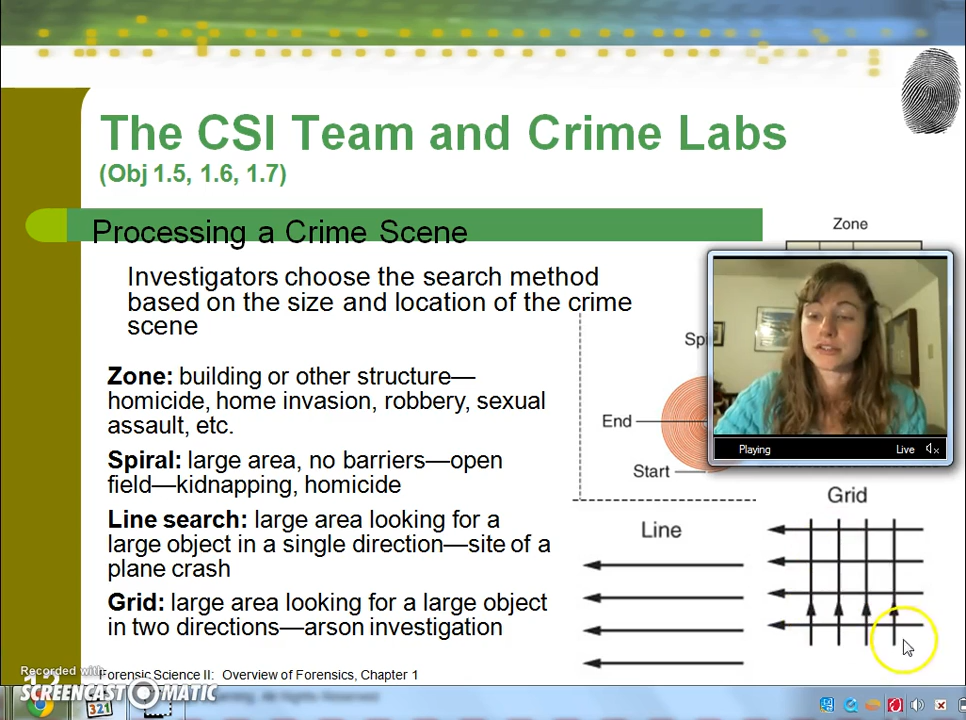 The CSI Team and Crime Labs
(Obj 1.5, 1.6, 1.7)
Processing a Crime Scene
Zone
Investigators choose the search method
based on the size and location of the crime
scene
Zone: building or other structure—
homicide, home invasion, robbery, sexual
assault, etc.
Spiral: large area, no barriers—open
field—kidnapping, homicide
Line search: large area looking for a
large object in a single direction—site of a
plane crash
Grid: large area looking for a large object
in two directions—arson investigation
End
Start
Playing
Live
Grid
Line
Recorded with
Forensic Science II: Overview of Forensics, Chapter 1
SCREENCAST MATIC
All Rights Reserved
321